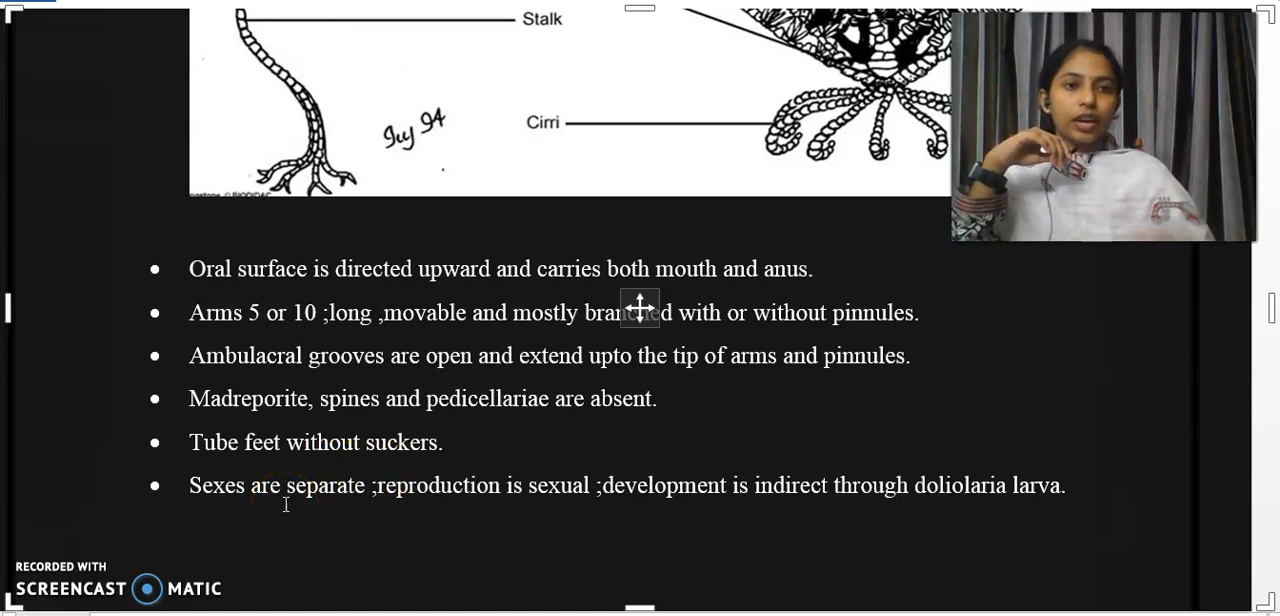 Stalk
Cirri
Oral surface is directed upward and carries both mouth and anus.
Arms 5 or 10 ;long ,movable and mostly branched with or without pinnules.
Ambulacral grooves are open and extend upto the tip of arms and pinnules.
Madreporite, spines and pedicellariae are absent.
Tube feet without suckers.
Sexes are separate ;reproduction is sexual ;development is indirect through doliolaria larva.
RECORDED WITH
SCREENCAST MATIC